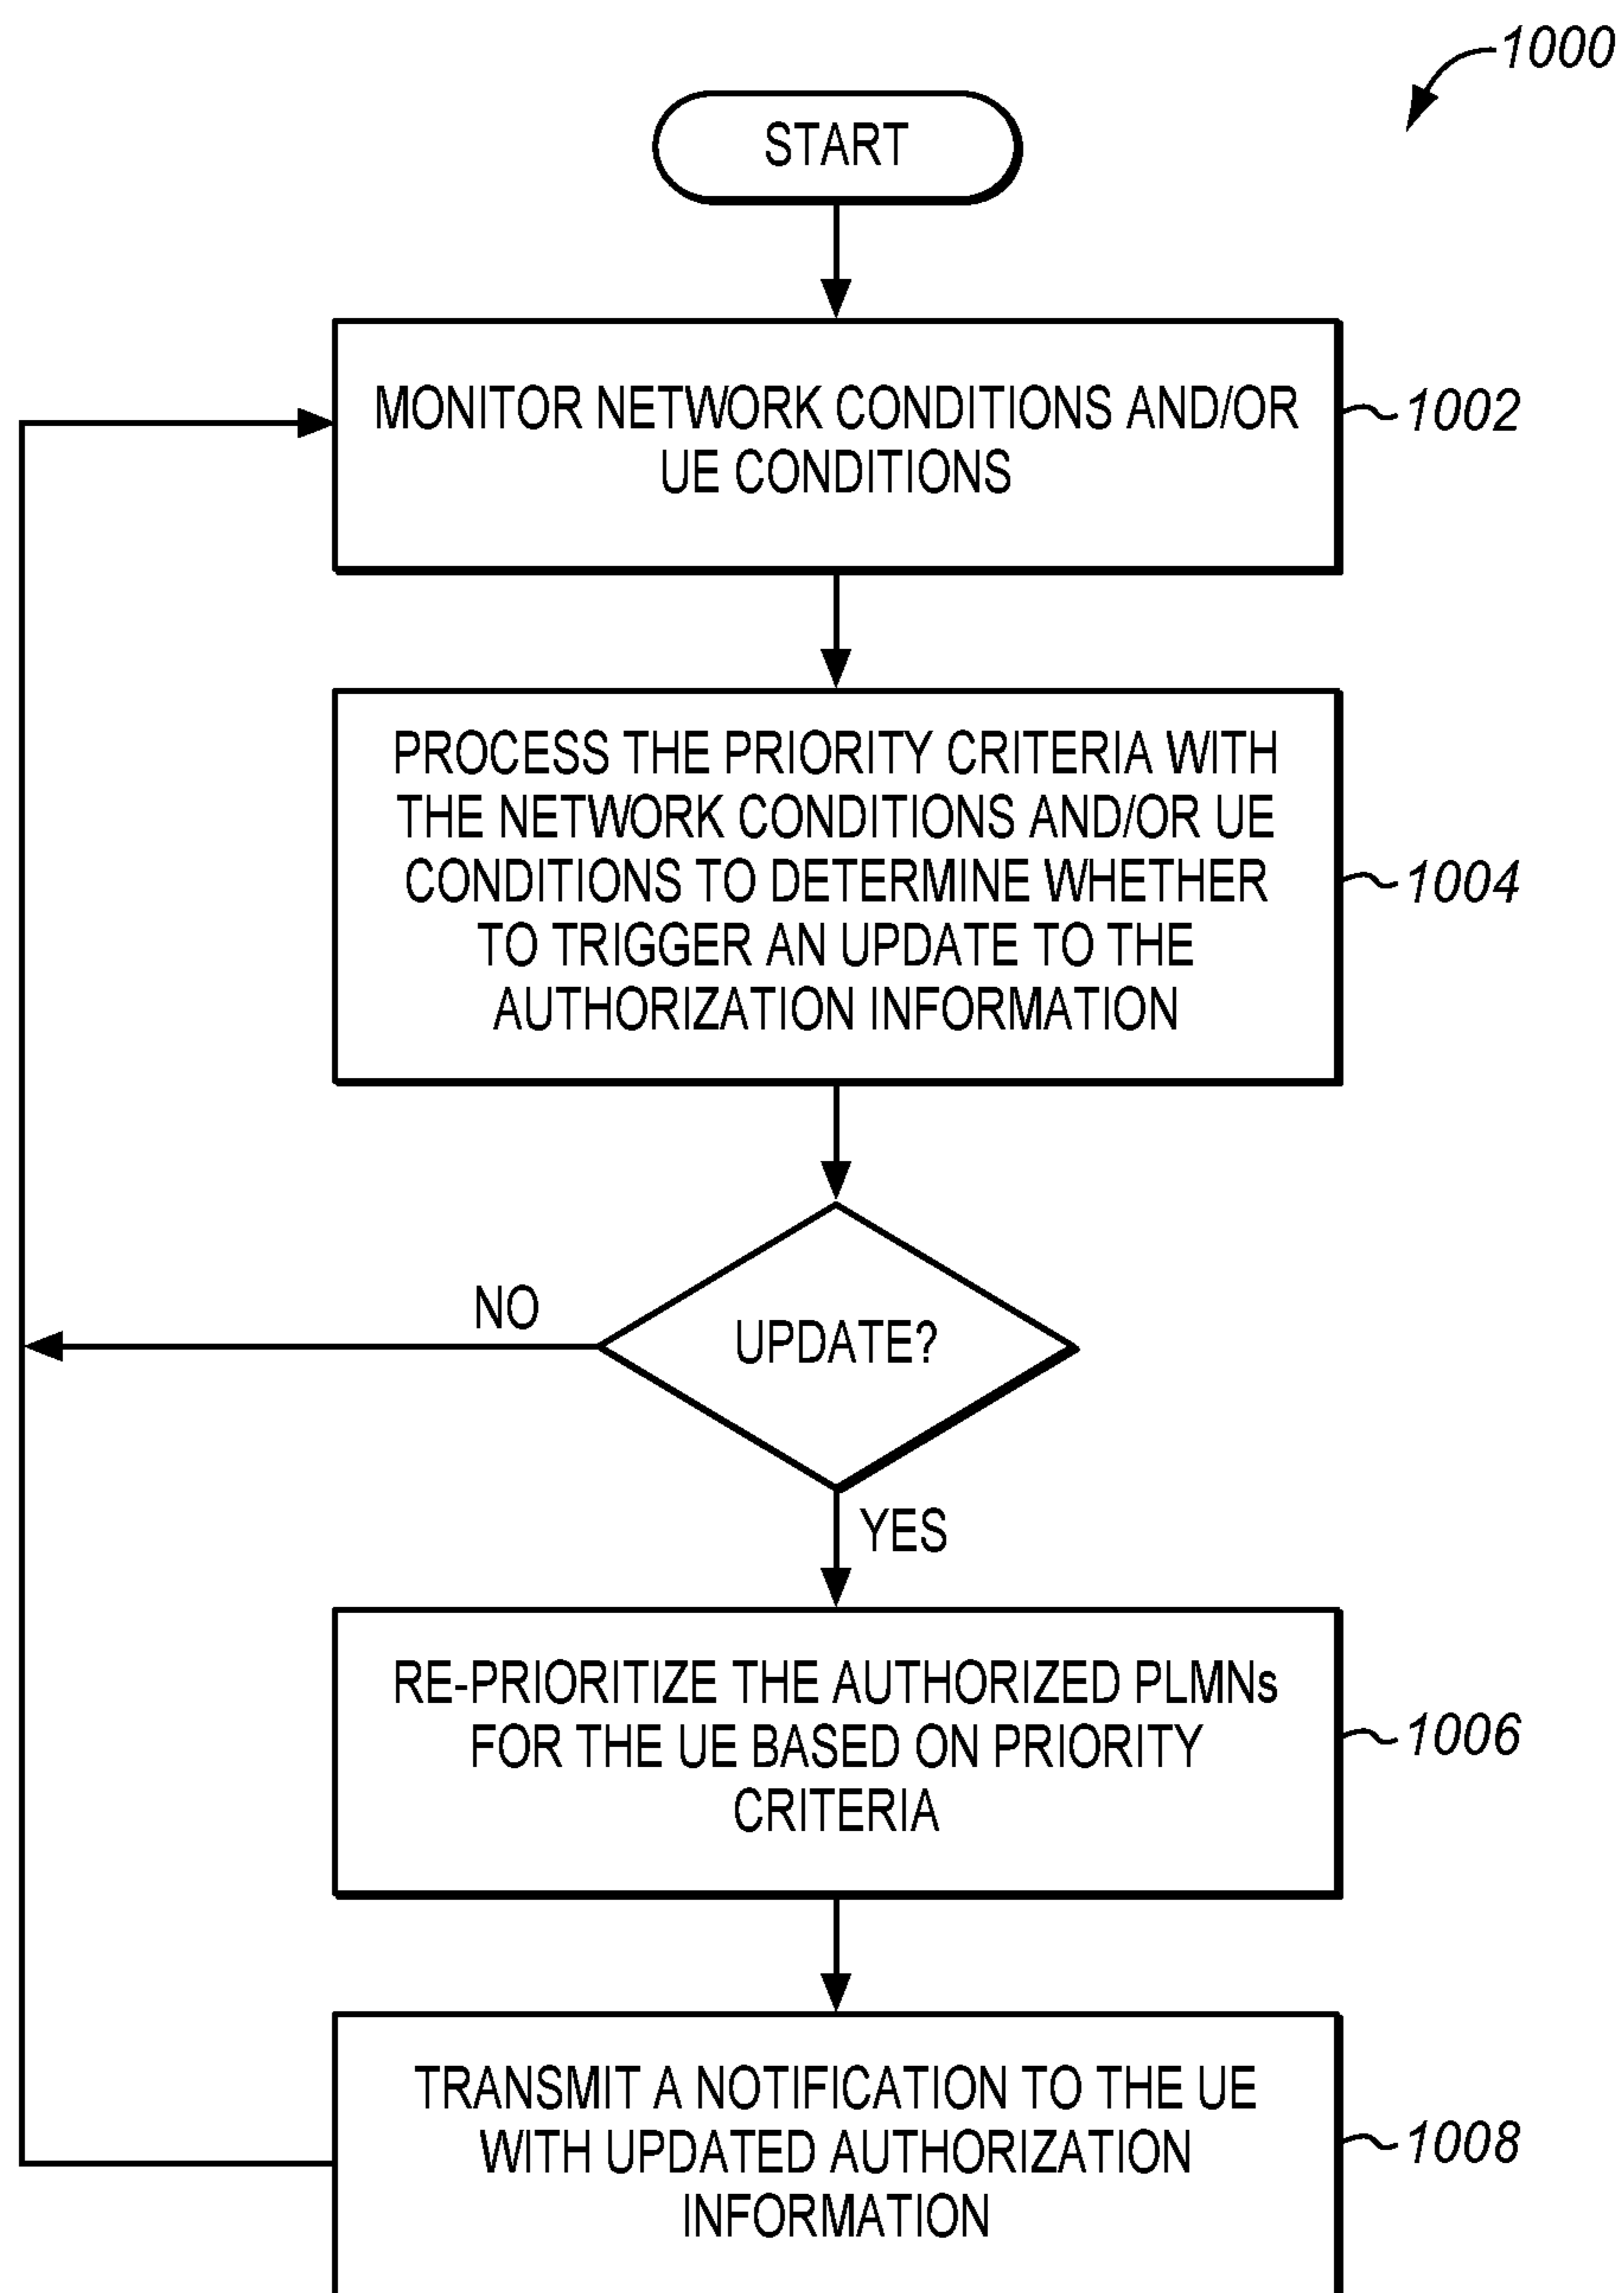 1000
START
MONITOR NETWORK CONDITIONS AND/OR
UE CONDITIONS
1002
PROCESS THE PRIORITY CRITERIA WITH
THE NETWORK CONDITIONS AND/OR UE
CONDITIONS TO DETERMINE WHETHER
TO TRIGGER AN UPDATE TO THE
AUTHORIZATION INFORMATION
1004
NO
UPDATE?
YES
RE-PRIORITIZE THE AUTHORIZED PLMNs
FOR THE UE BASED ON PRIORITY
CRITERIA
1006
TRANSMIT A NOTIFICATION TO THE UE
WITH UPDATED AUTHORIZATION
INFORMATION
1008